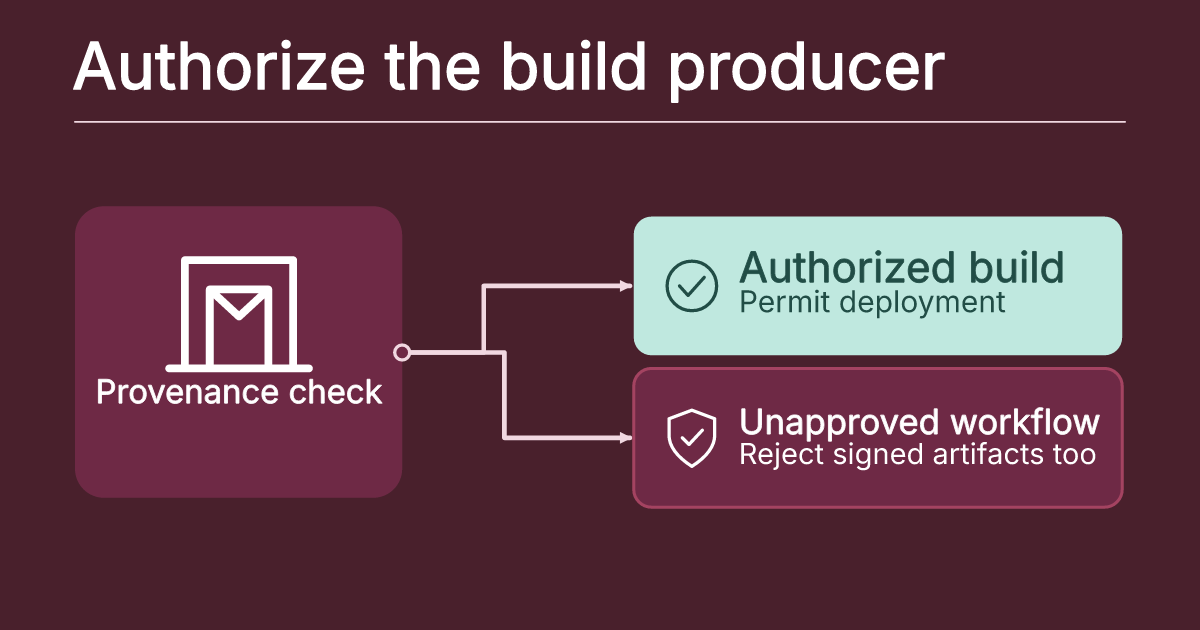 Authorize the build producer
Provenance check
Authorized build
Permit deployment
Unapproved workflow
Reject signed artifacts too